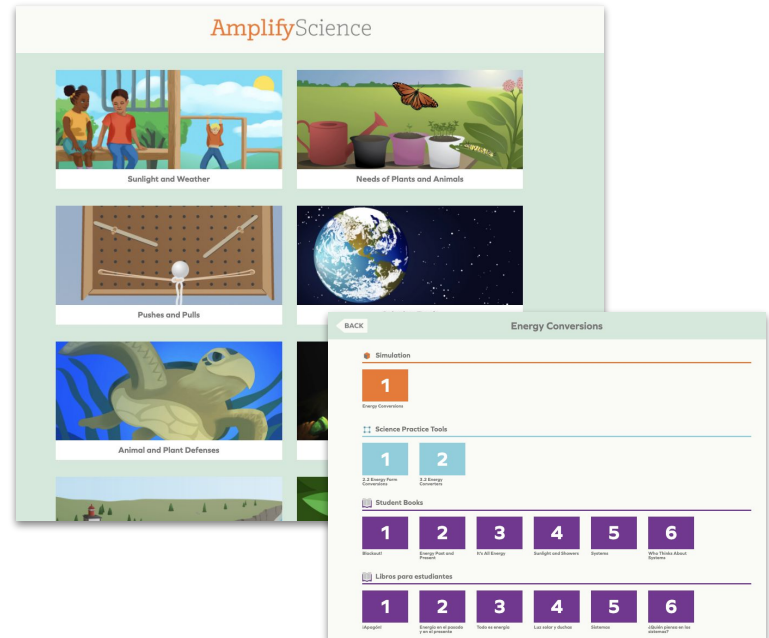 AmplifyScience
Sunlight and Weather
Needs of Plants and Animals
Pushes and Pulls
Animal and Plant Defenses
BACK
Energy Conversions
Simulation
1
Energy Conversions
Science Practice Tools
1 2
2.2 Energy Form
Conversions
3.3 Energy
Converters
Student Books
1 2 3 4 5 6
Blackout!
Energy Past and
Present
It's All Energy
Sunlight and Showers
Systems
Who Thinks About
Systems
Libros para estudiantes
1 2 3 4 5 6
¡Apagón!
Energía en el pasado
y en el presente
Todo es energía
Luz solar y duchas
Sistemas
¿Quién piensa en los
sistemas?